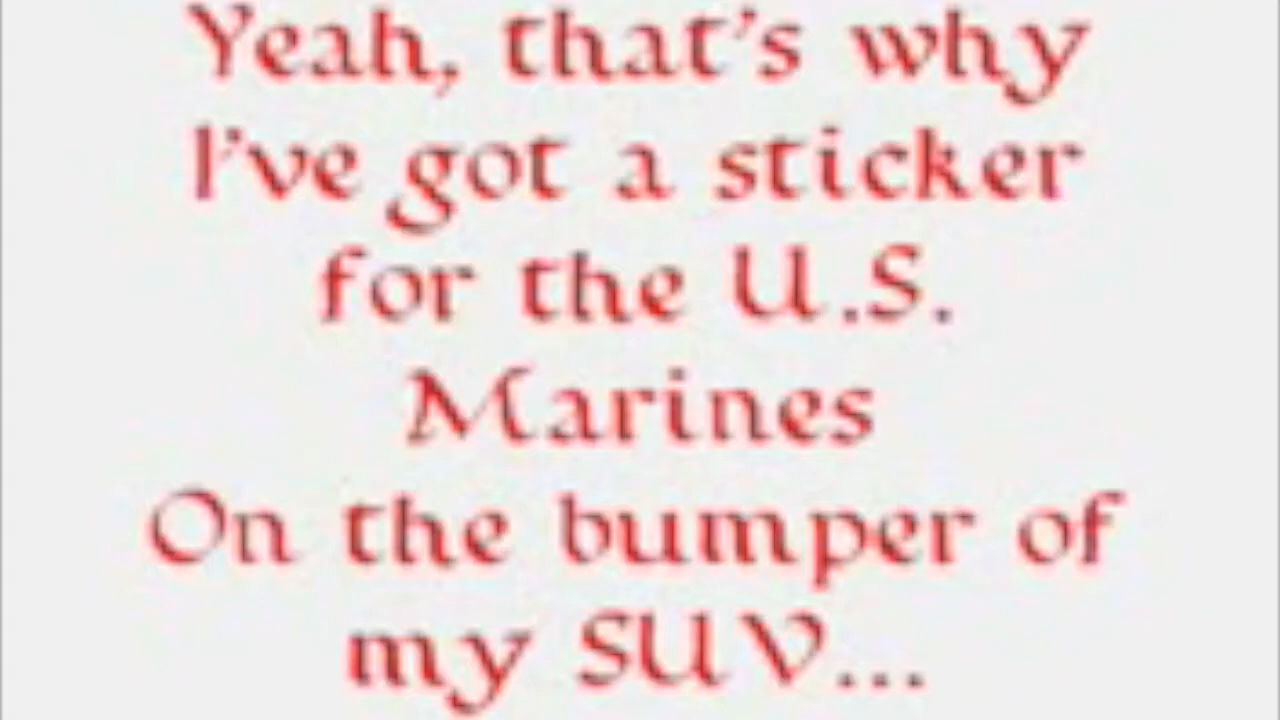 Yeah, that's why
I've got a sticker
for the U.S.
Marines
On the bumper of
my SUV...